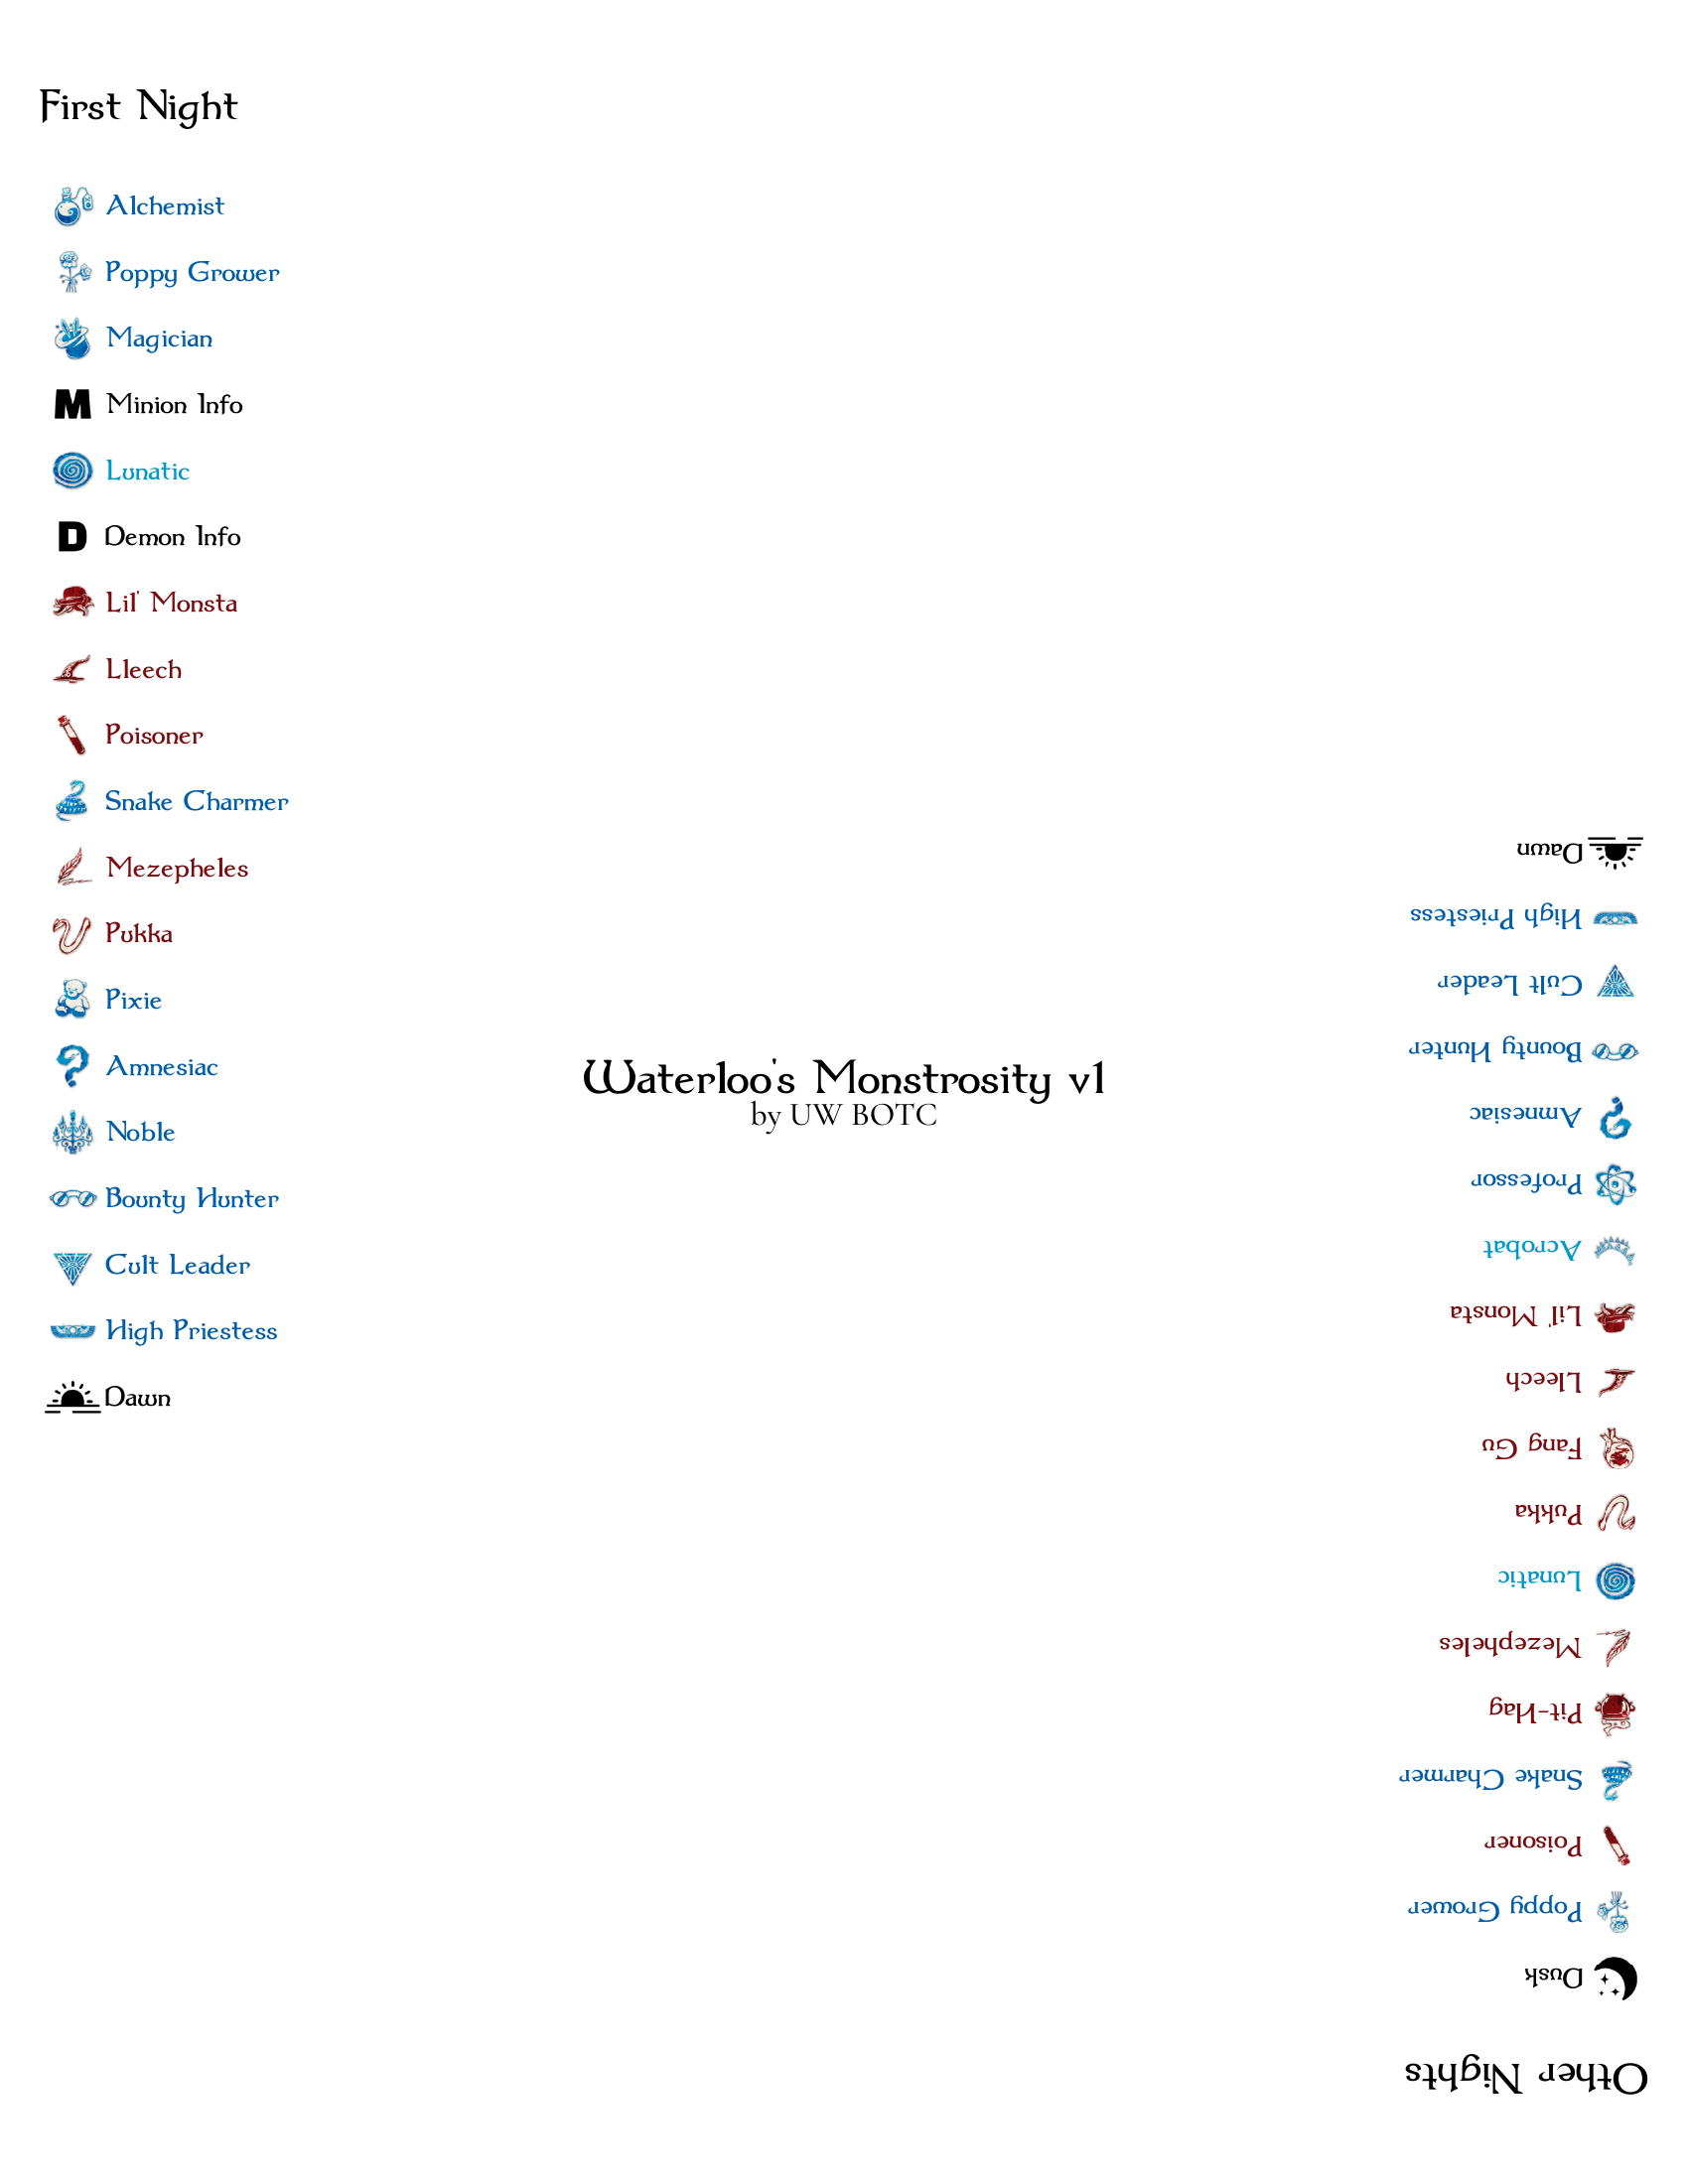 First Night
Alchemist
Poppy Grower
Magician
M Minion Info
Lunatic
D Demon Info
Lil' Monsta
Lleech
Poisoner
Snake Charmer
Mezepheles
Pukka
Pixie
Amnesiac
Noble
Bounty Hunter
Cult Leader
High Priestess
Dawn
Waterloo's Monstrosity v1
by UW BOTC
Other Nights
Dusk
Poppy Grower
Poisoner
Snake Charmer
Pit-Hag
Mezepheles
Lunatic
Pukka
Fang Gu
Lleech
Lil' Monsta
Acrobat
Professor
Amnesiac
Bounty Hunter
Cult Leader
High Priestess
Dawn